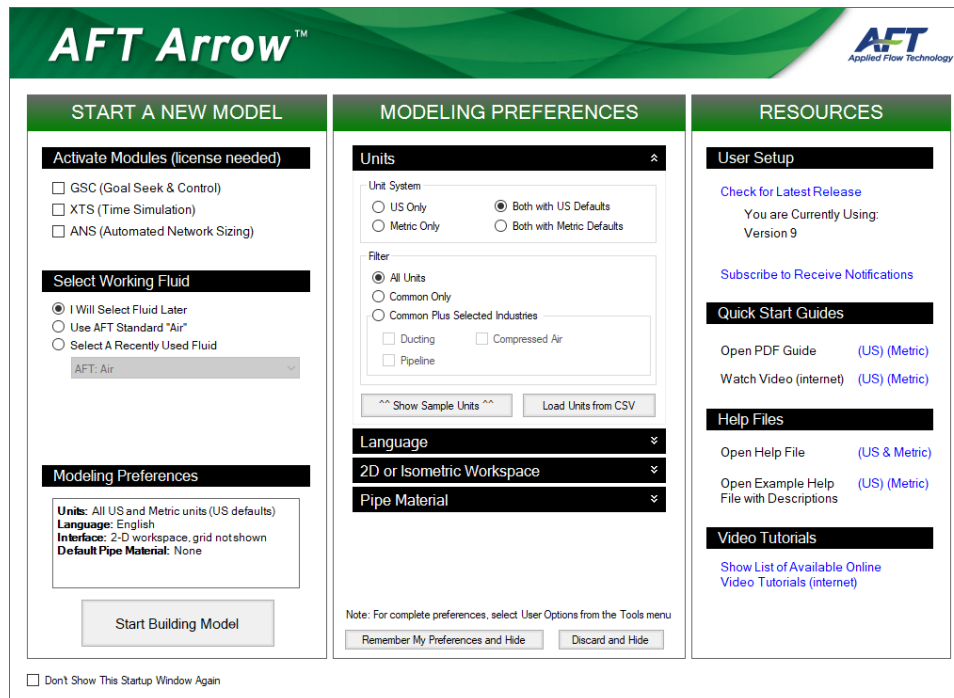 AFT Arrow™
AFT
Applied Flow Technology
START A NEW MODEL
Activate Modules (license needed)
GSC (Goal Seek & Control)
XTS (Time Simulation)
ANS (Automated Network Sizing)
Select Working Fluid
I Will Select Fluid Later
Use AFT Standard "Air"
Select A Recently Used Fluid
AFT: Air
Modeling Preferences
Units: All US and Metric units (US defaults)
Language: English
Interface: 2-D workspace, grid not shown
Default Pipe Material: None
Start Building Model
MODELING PREFERENCES
Units
Unit System
US Only
Both with US Defaults
Metric Only
Both with Metric Defaults
Filter
All Units
Common Only
Common Plus Selected Industries
Ducting
Compressed Air
Pipeline
^^ Show Sample Units ^^
Load Units from CSV
Language
2D or Isometric Workspace
Pipe Material
Note: For complete preferences, select User Options from the Tools menu
Remember My Preferences and Hide
Discard and Hide
RESOURCES
User Setup
Check for Latest Release
You are Currently Using:
Version 9
Subscribe to Receive Notifications
Quick Start Guides
Open PDF Guide (US) (Metric)
Watch Video (internet) (US) (Metric)
Help Files
Open Help File (US & Metric)
Open Example Help (US) (Metric)
File with Descriptions
Video Tutorials
Show List of Available Online
Video Tutorials (internet)
Don't Show This Startup Window Again